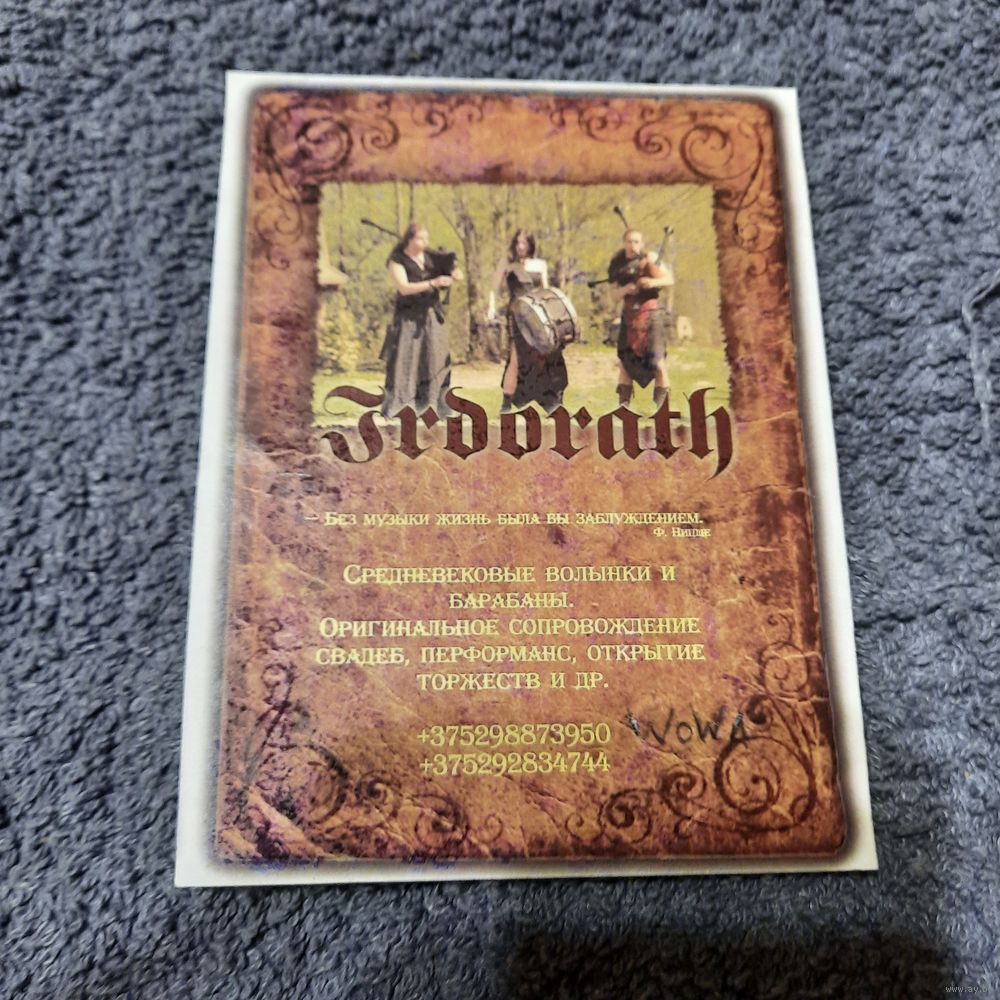 Irdorath
– Без музыки жизнь была вы заблуждением.
Ф. Ницше
Средневековые волынки и
барабаны.
Оригинальное сопровождение
свадеб, перформанс, открытие
торжеств и др.
+375298873950 WOWA
+375292834744